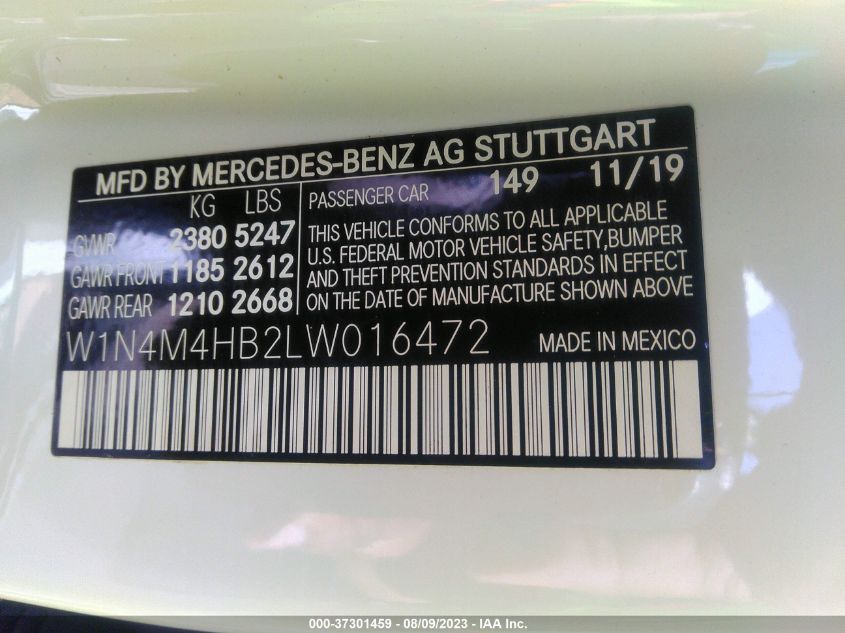 MFD BY MERCEDES-BENZ AG STUTTGART
KG LBS
GVWR 2380 5247
GAWR FRONT 1185 2612
GAWR REAR 1210 2668
PASSENGER CAR 149 11/19
THIS VEHICLE CONFORMS TO ALL APPLICABLE
U.S. FEDERAL MOTOR VEHICLE SAFETY,BUMPER
AND THEFT PREVENTION STANDARDS IN EFFECT
ON THE DATE OF MANUFACTURE SHOWN ABOVE
W1N4M4HB2LW016472 MADE IN MEXICO
000-37301459 - 08/09/2023 - IAA Inc.